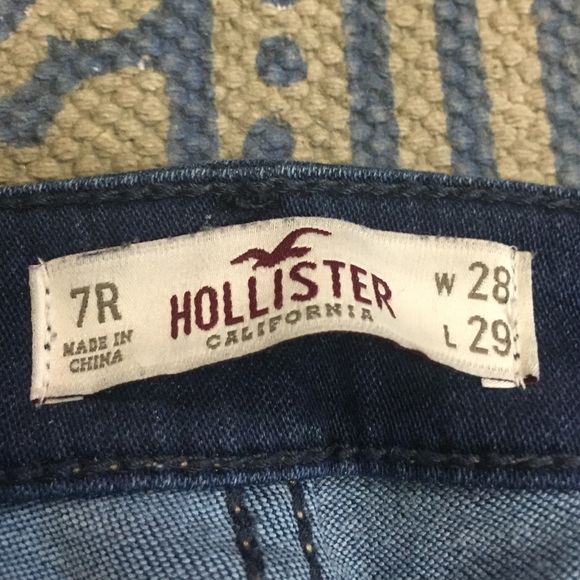 7R
MADE IN
CHINA
HOLLISTER
CALIFORNIA
W 28
L 29